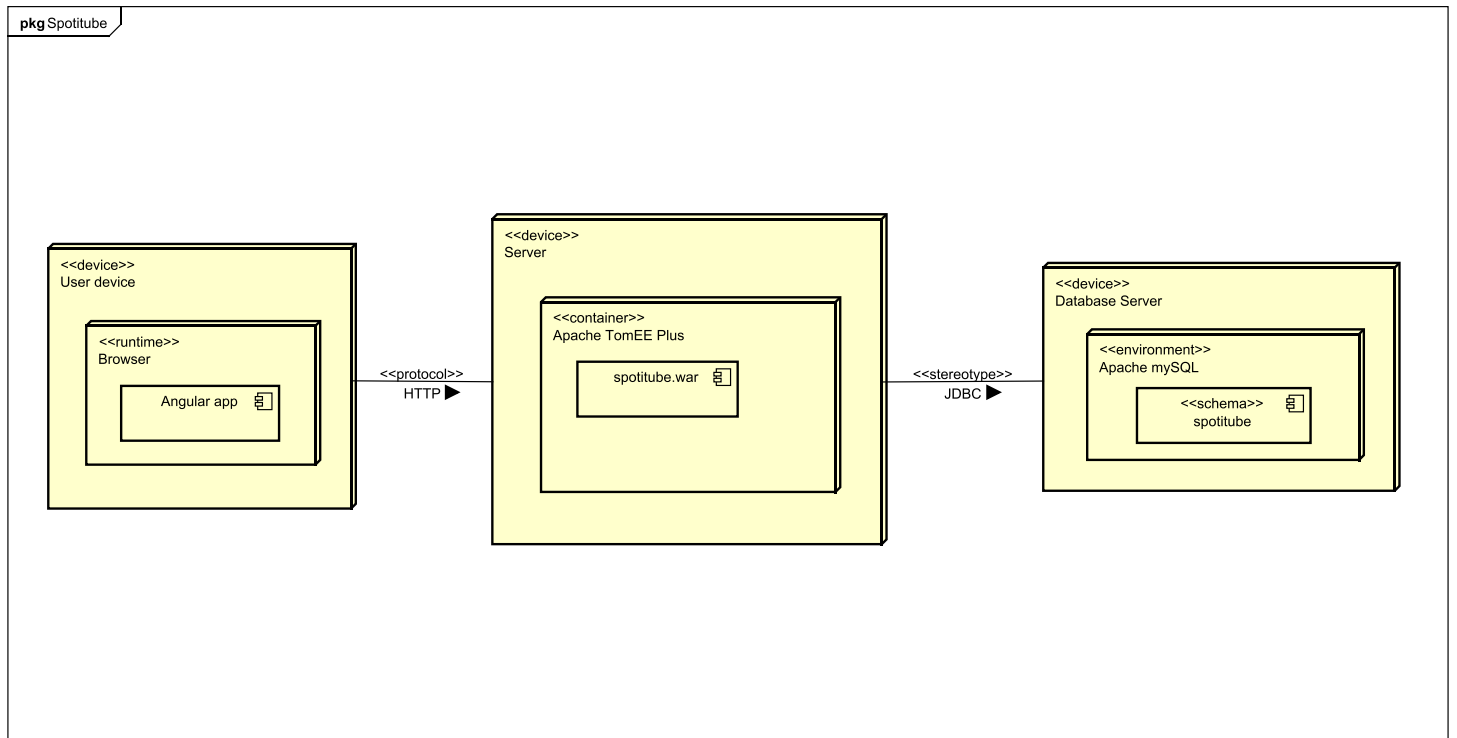 pkg Spotitube
<<device>>
User device
<<runtime>>
Browser
Angular app
<<protocol>>
HTTP
<<device>>
Server
<<container>>
Apache TomEE Plus
spotitube.war
<<stereotype>>
JDBC
<<device>>
Database Server
<<environment>>
Apache mySQL
<<schema>>
spotitube